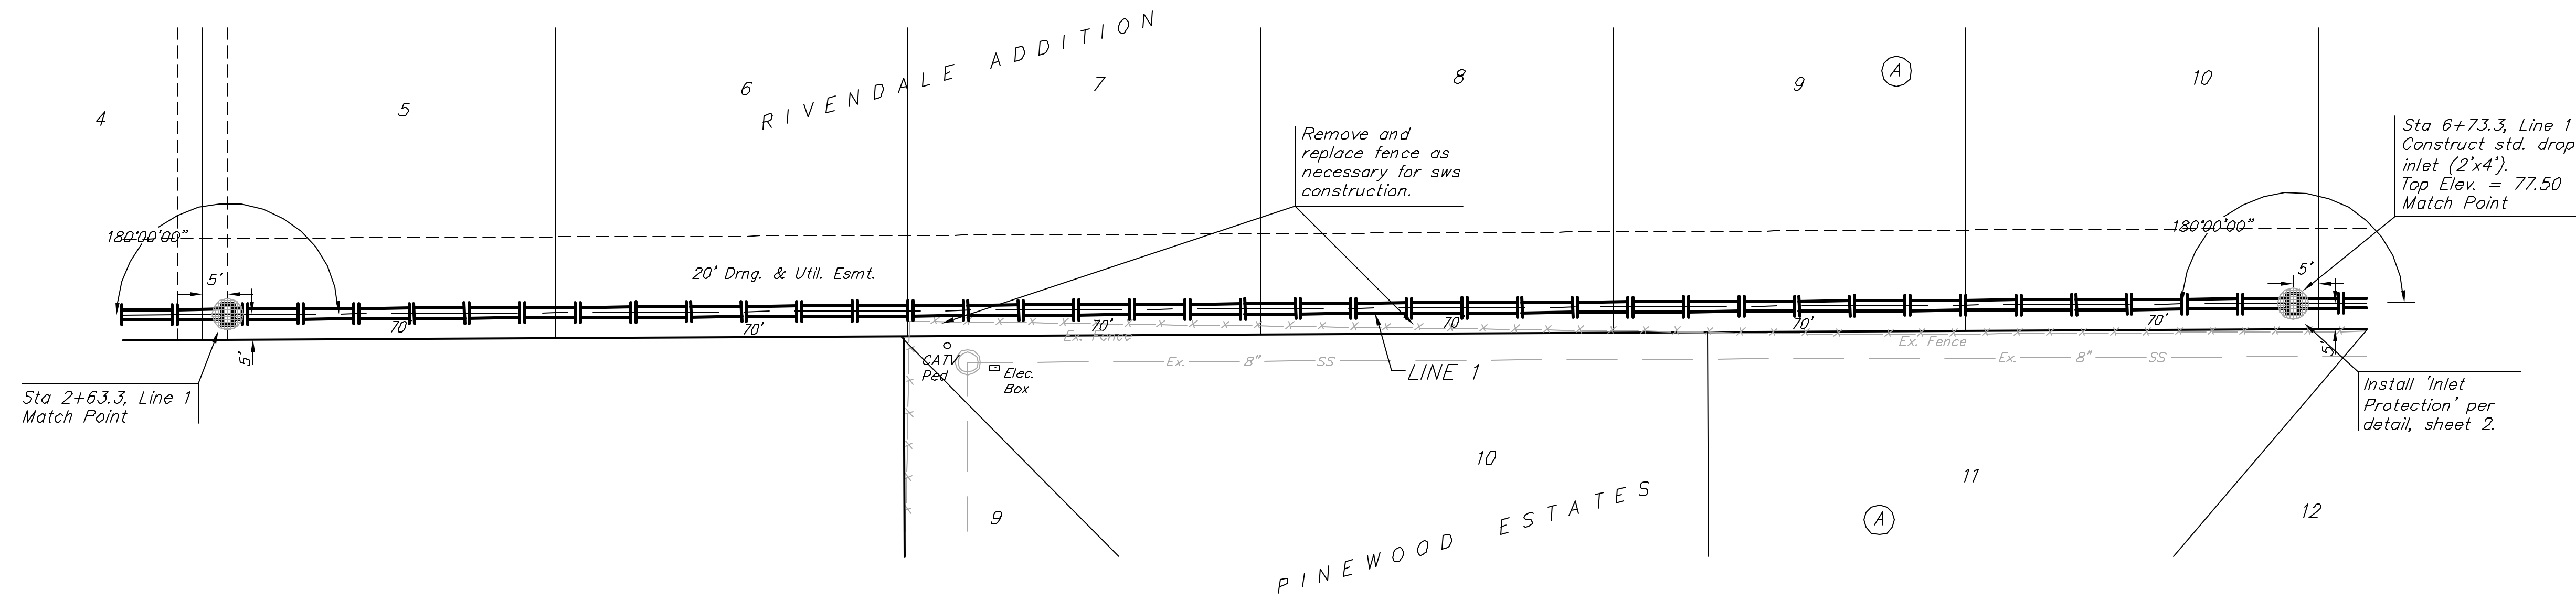 RIVENDALE ADDITION
4
5
6
7
8
9
A
10
Remove and
replace fence as
necessary for sws
construction.
Sta 6+73.3, Line 1
Construct std. drop
inlet (2'x4').
Top Elev. = 77.50
Match Point
180°00'00"
180°00'00"
5'
20' Drng. & Util. Esmt.
5'
70'
70'
70'
70'
70'
70'
5'
5'
Ex. Fence
Ex. Fence
CATV
Ped
Elec.
Box
Ex. 8" SS
Ex. 8" SS
LINE 1
Sta 2+63.3, Line 1
Match Point
Install 'Inlet
Protection' per
detail, sheet 2.
9
10
11
12
A
PINEWOOD ESTATES